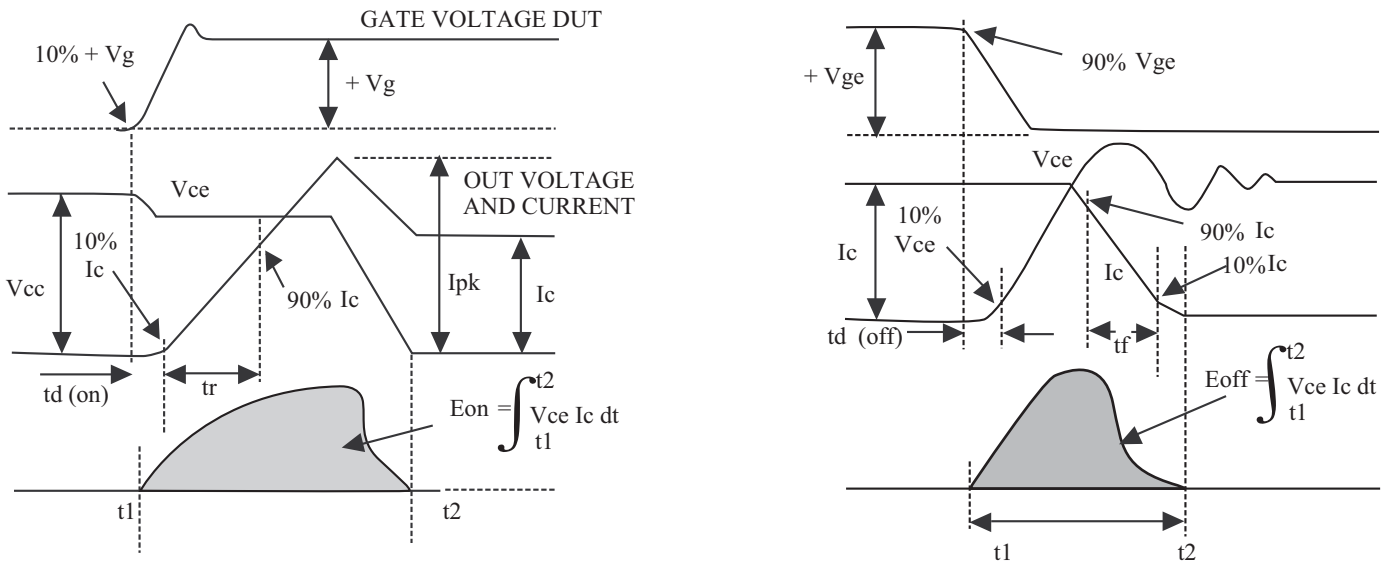 GATE VOLTAGE DUT
10% + Vg
+ Vg
Vce
OUT VOLTAGE
AND CURRENT
10%
Ic
Vcc
90% Ic
Ipk
Ic
td (on)
tr
Eon = ∫ t2 t1 Vce Ic dt
t1
t2
90% Vge
+ Vge
Vce
10%
Vce
Ic
90% Ic
Ic
10%Ic
td (off)
tf
Eoff = ∫ t2 t1 Vce Ic dt
t1
t2